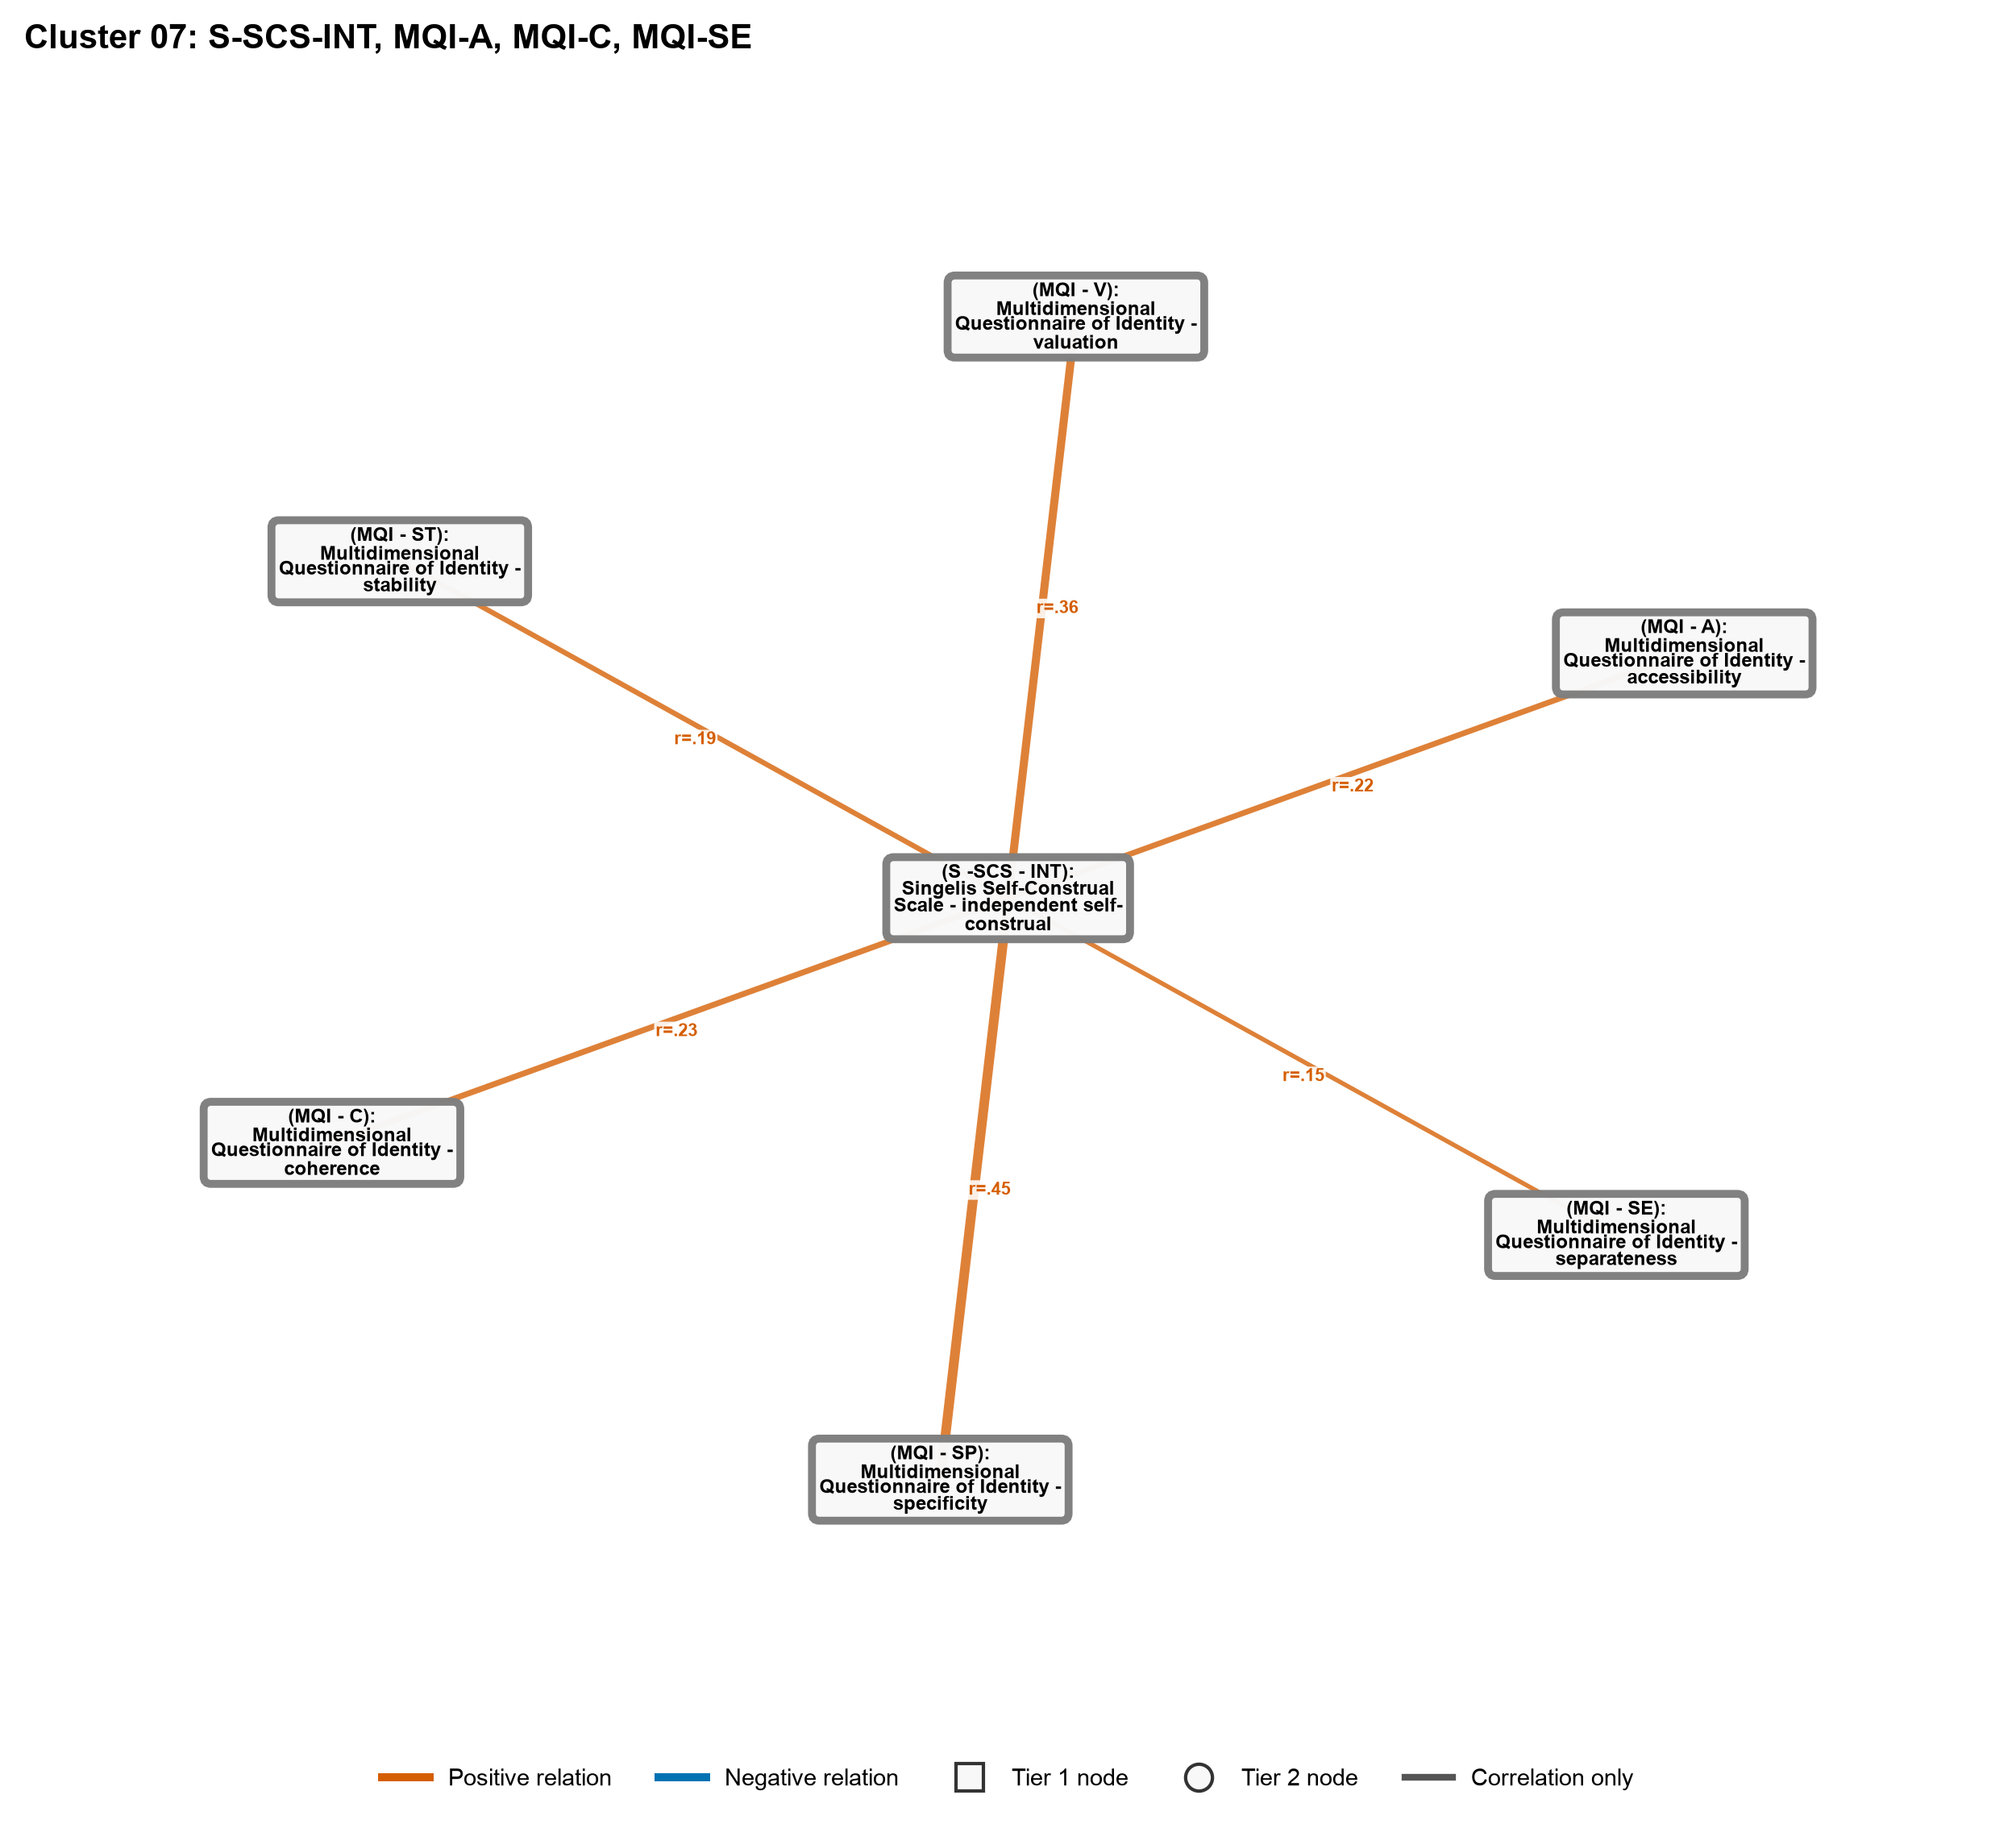 Cluster 07: S-SCS-INT, MQI-A, MQI-C, MQI-SE
(MQI - V):
Multidimensional
Questionnaire of Identity -
valuation
(MQI - ST):
Multidimensional
Questionnaire of Identity -
stability
r=.36
(MQI - A):
Multidimensional
Questionnaire of Identity -
accessibility
r=.19
r=.22
(S -SCS - INT):
Singelis Self-Construal
Scale - independent self-
construal
r=.23
r=.15
(MQI - C):
Multidimensional
Questionnaire of Identity -
coherence
r=.45
(MQI - SE):
Multidimensional
Questionnaire of Identity -
separateness
(MQI - SP):
Multidimensional
Questionnaire of Identity -
specificity
Positive relation
Negative relation
Tier 1 node
Tier 2 node
Correlation only